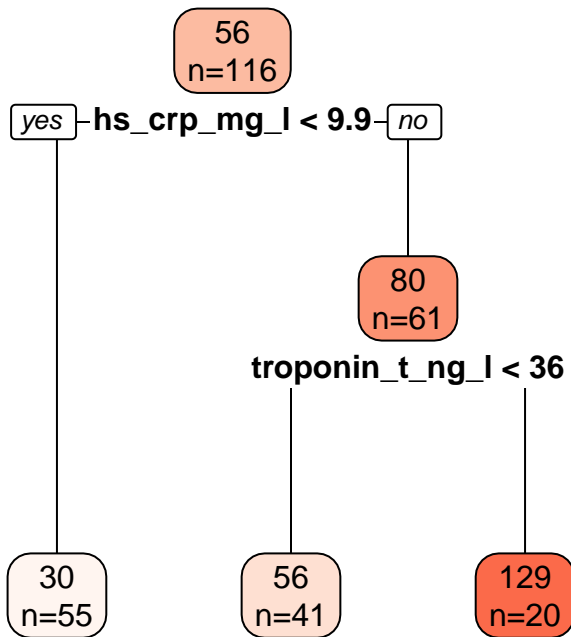 56
n=116
yes hs_crp_mg_l < 9.9 no
80
n=61
troponin_t_ng_l < 36
30
n=55
56
n=41
129
n=20